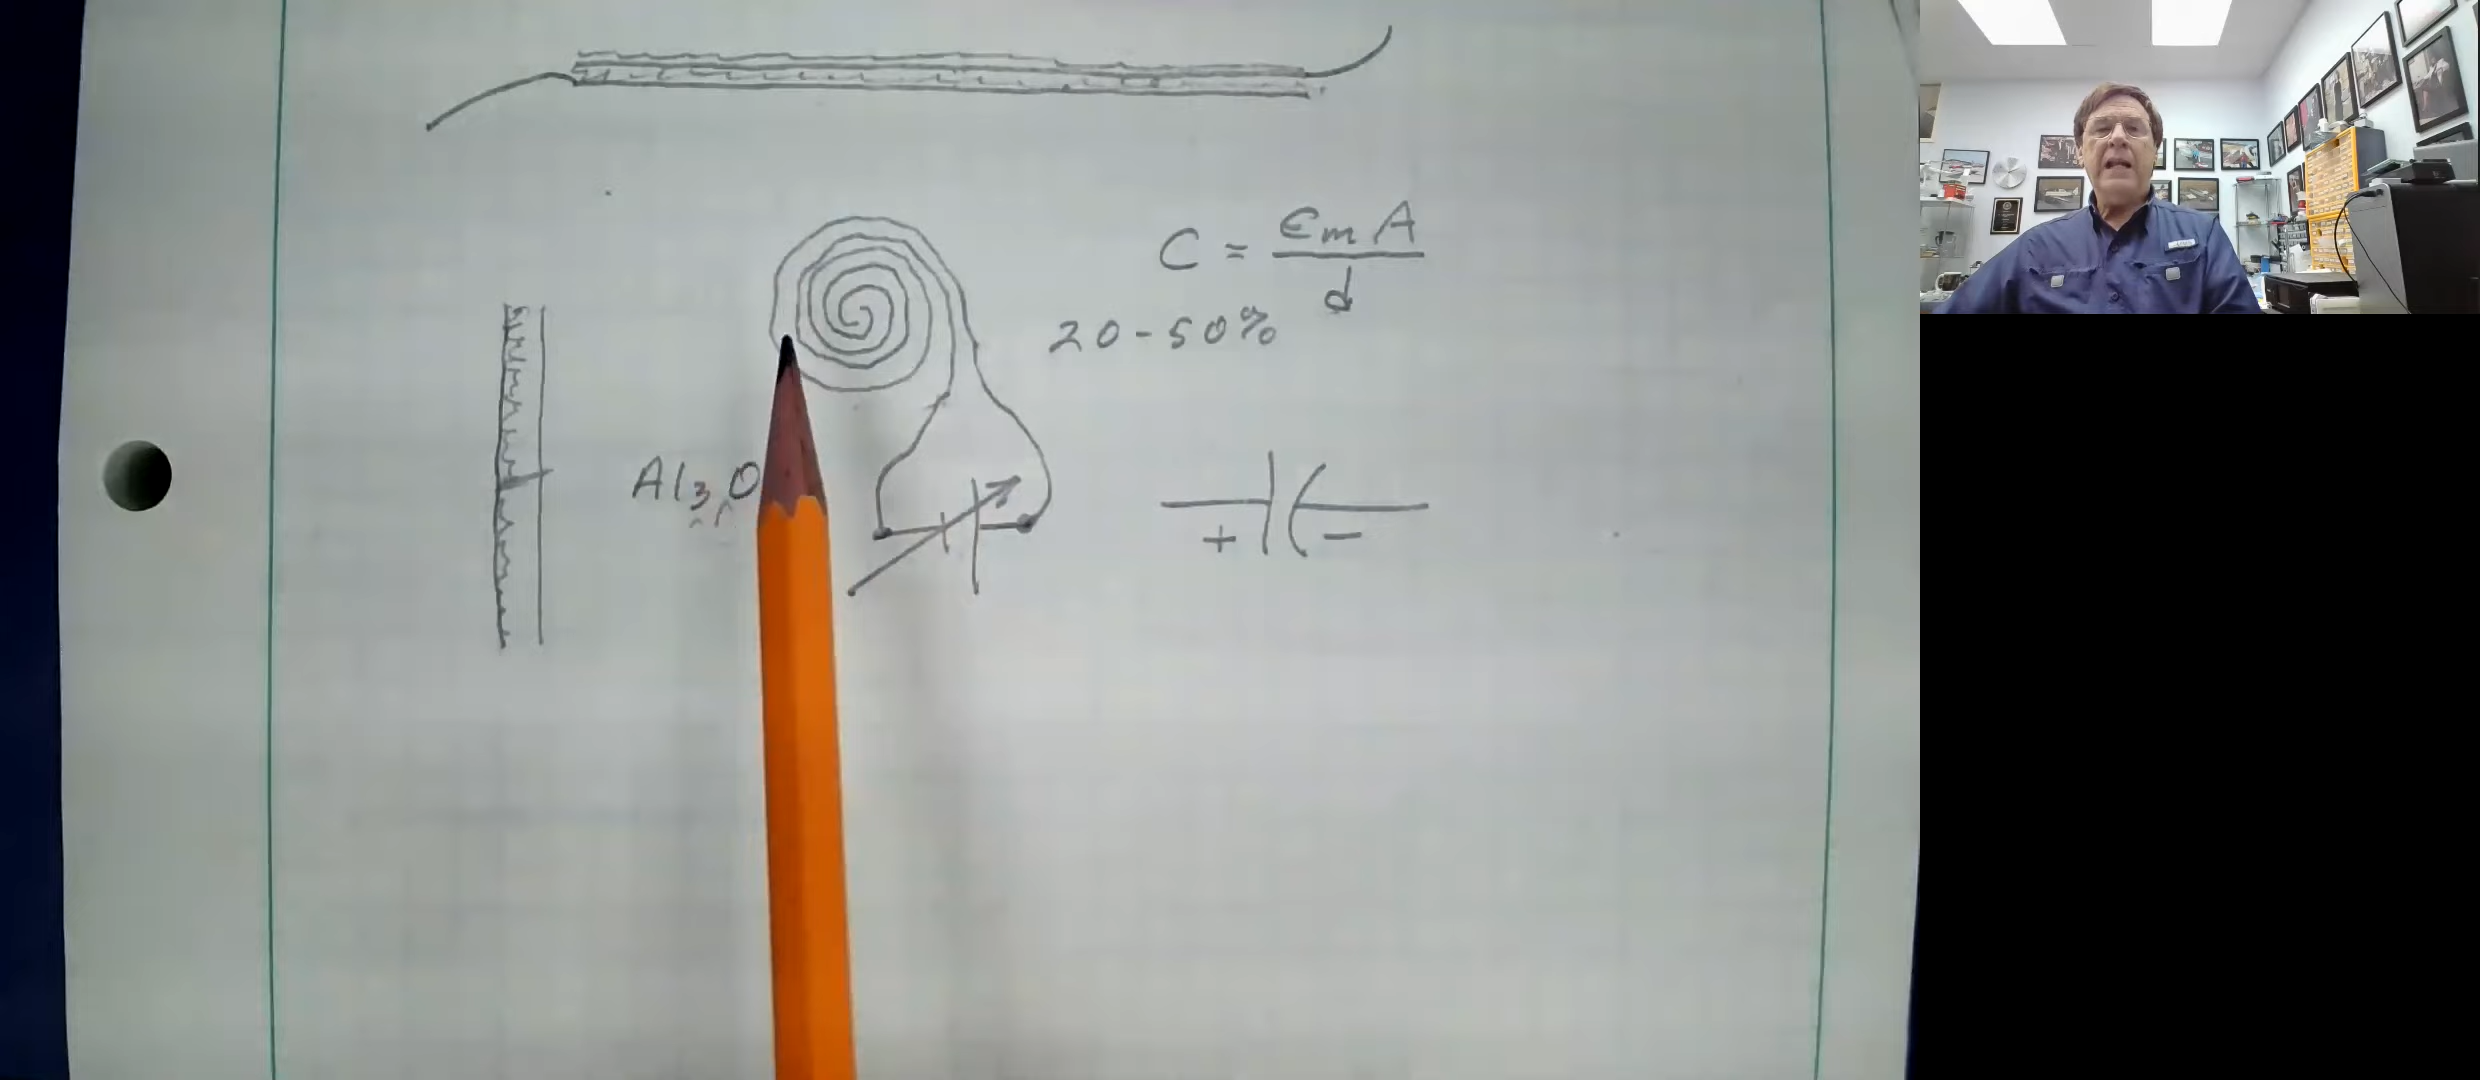 C = ϵm A / d
20-50%
Al3O
+ -